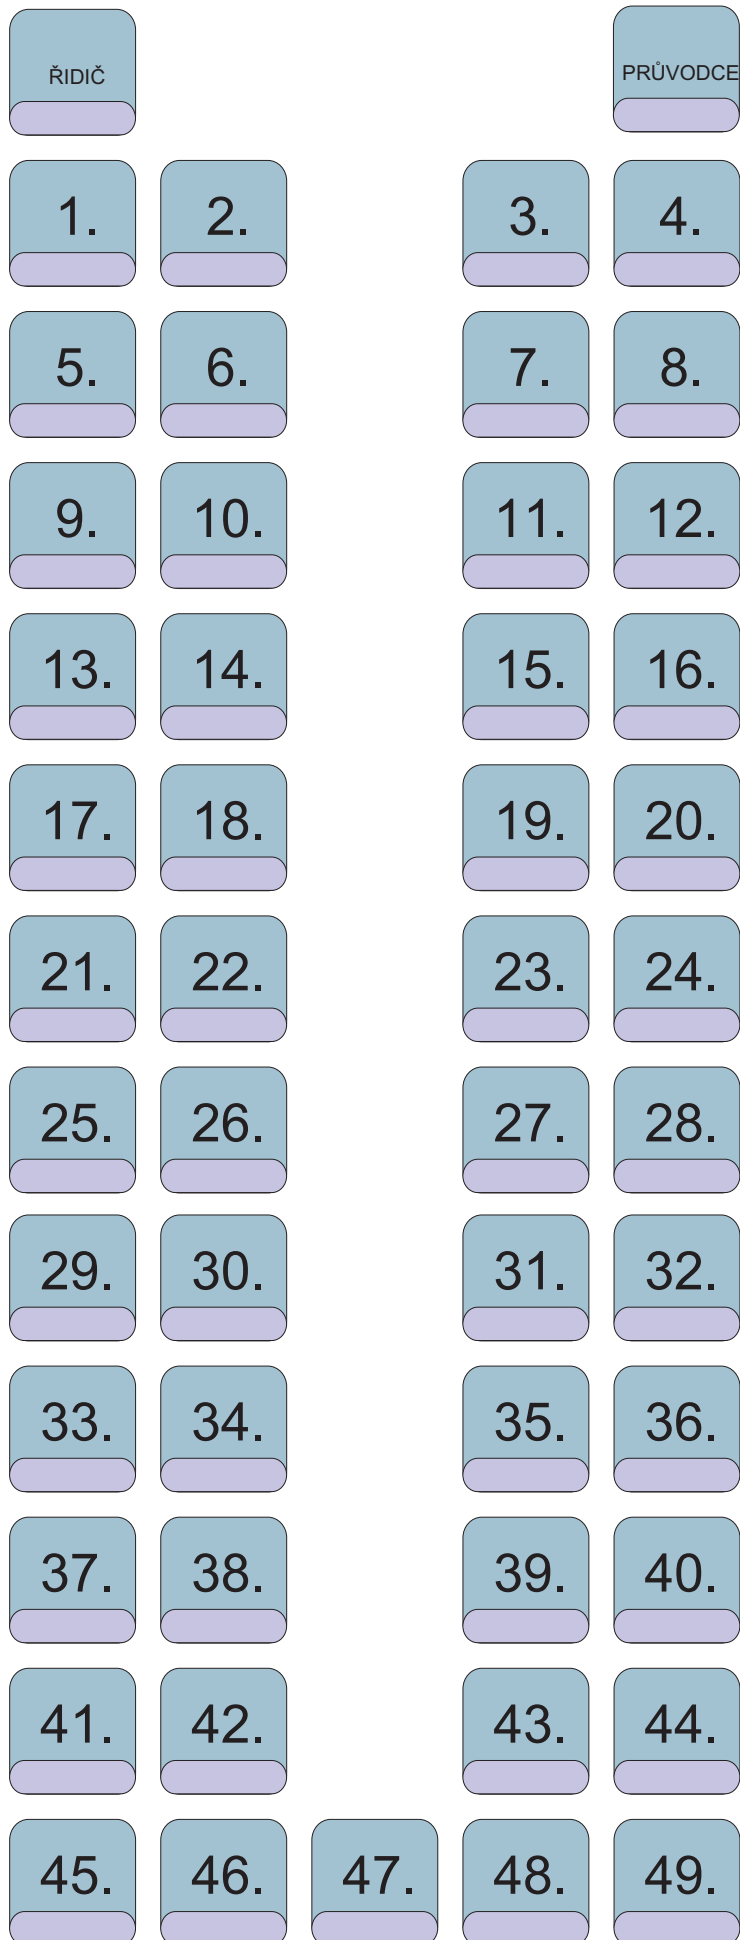 ŘIDIČ PRŮVODCE
1. 2. 3. 4.
5. 6. 7. 8.
9. 10. 11. 12.
13. 14. 15. 16.
17. 18. 19. 20.
21. 22. 23. 24.
25. 26. 27. 28.
29. 30. 31. 32.
33. 34. 35. 36.
37. 38. 39. 40.
41. 42. 43. 44.
45. 46. 47. 48. 49.